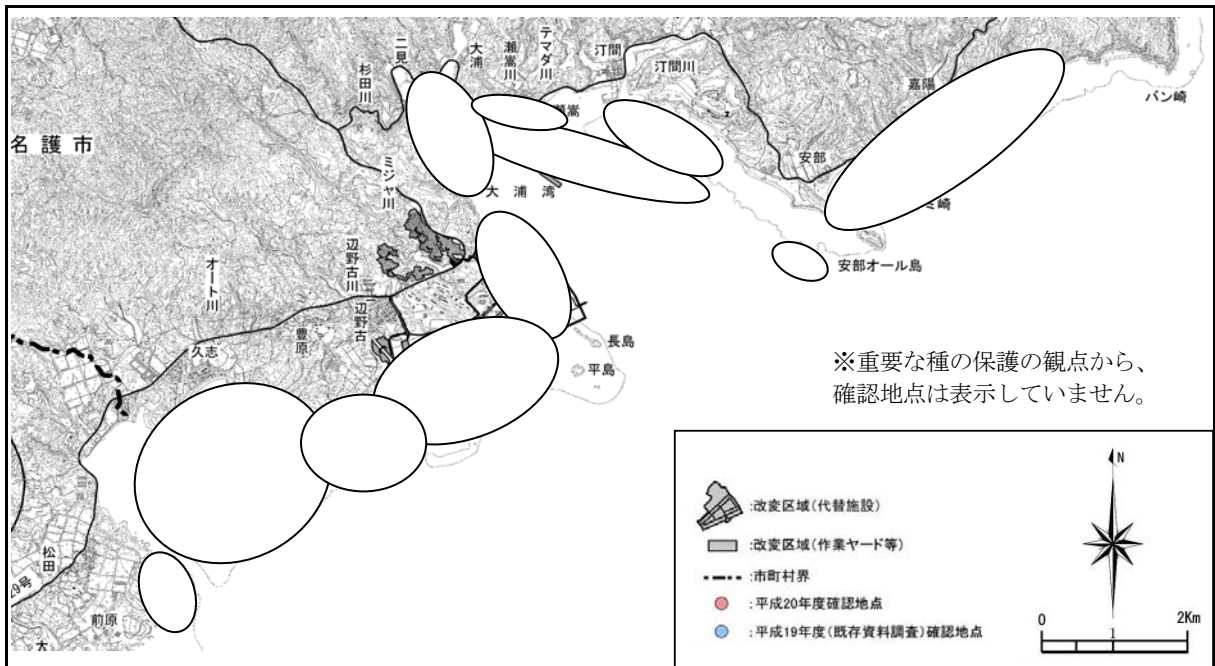 名護市
杉田川
二見
大浦
瀬嵩川
テマダ川
汀間
汀間川
瀬嵩
嘉陽
バン崎
安部
ミ崎
ミジャ川
大浦湾
安部オール島
オート川
辺野古川
辺野古
豊原
久志
長島
平島
松田
29号
前原
※重要な種の保護の観点から、
確認地点は表示していません。
:改変区域(代替施設)
:改変区域(作業ヤード等)
:市町村界
:平成20年度確認地点
:平成19年度(既存資料調査)確認地点
N
0 1 2Km